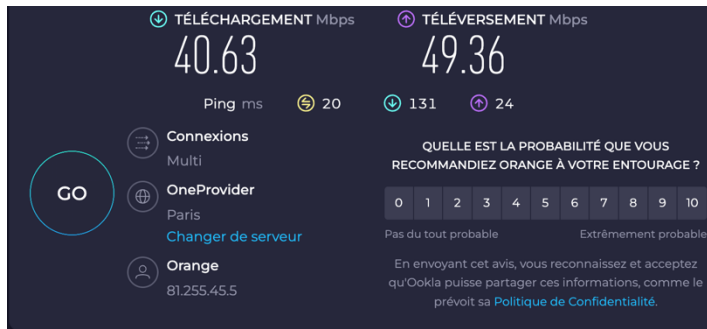 TÉLÉCHARGEMENT Mbps
40.63
TÉLÉVERSEMENT Mbps
49.36
Ping ms 20 131 24
GO
Connexions
Multi
OneProvider
Paris
Changer de serveur
Orange
81.255.45.5
QUELLE EST LA PROBABILITÉ QUE VOUS
RECOMMANDIEZ ORANGE À VOTRE ENTOURAGE ?
0 1 2 3 4 5 6 7 8 9 10
Pas du tout probable Extrêmement probable
En envoyant cet avis, vous reconnaissez et acceptez
qu'Ookla puisse partager ces informations, comme le
prévoit sa Politique de Confidentialité.